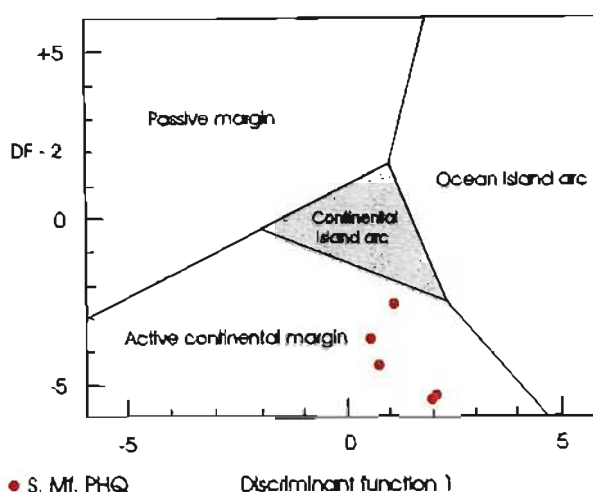 +5
Passive margin
DF - 2
Ocean Island arc
0
Continental
Island arc
Active continental margin
-5
-5 0 5
S. Mt. PHQ Discriminant function 1